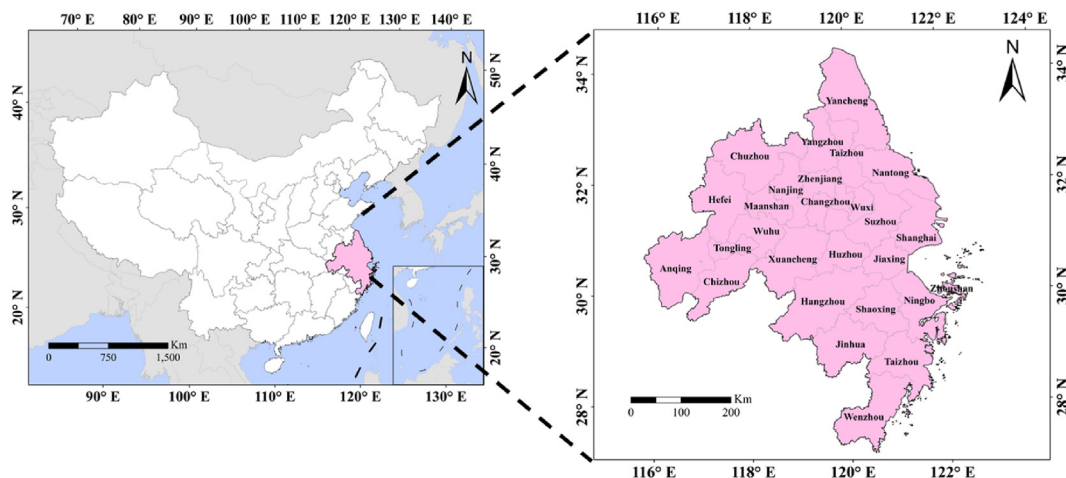 70° E 80° E 90° E 100° E 110° E 120° E 130° E
116° E 118° E 120° E 122° E 124° E
N
50° N
40° N
30° N
20° N
40° N
30° N
20° N
0 750 1,500 Km
90° E 100° E 110° E 120° E 130° E
N
34° N
32° N
30° N
28° N
34° N
32° N
30° N
28° N
Yancheng
Yangzhou
Taizhou
Chuzhou
Nantong
Zhenjiang
Nanjing
Hefei
Maanshan
Changzhou
Wuxi
Suzhou
Wuhu
Shanghai
Tongling
Huzhou
Jiaxing
Xuancheng
Anqing
Chizhou
Zhoushan
Hangzhou
Ningbo
Shaoxing
Jinhua
Taizhou
Wenzhou
0 100 200 Km
116° E 118° E 120° E 122° E